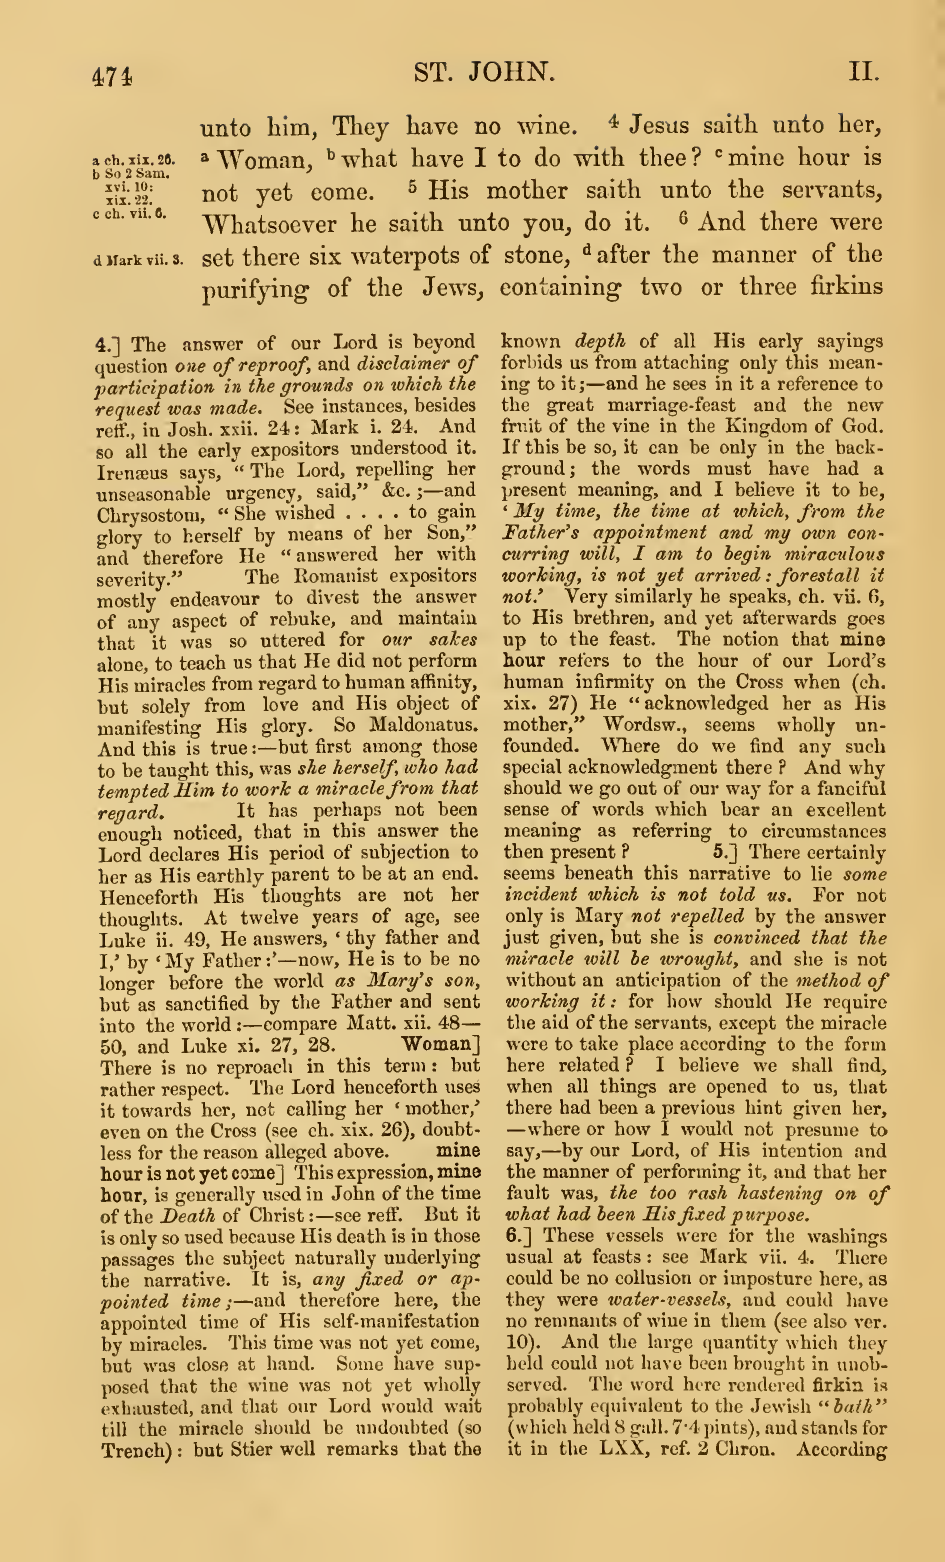 474
ST. JOHN.
II.
unto him, They have no wine. 4 Jesus saith unto her,
a Woman, b what have I to do with thee? c mine hour is
not yet come. 5 His mother saith unto the servants,
Whatsoever he saith unto you, do it. 6 And there were
set there six waterpots of stone, d after the manner of the
purifying of the Jews, containing two or three firkins
a ch. xix. 26.
b So 2 Sam.
xvi. 10:
xix. 22.
c ch. vii. 6.
d Mark vii. 3.
4.] The answer of our Lord is beyond
question one of reproof, and disclaimer of
participation in the grounds on which the
request was made. See instances, besides
reff., in Josh. xxii. 24: Mark i. 24. And
so all the early expositors understood it.
Irenæus says, “The Lord, repelling her
unseasonable urgency, said,” &c.;—and
Chrysostom, “She wished . . . . to gain
glory to herself by means of her Son,”
and therefore He “answered her with
severity.” The Romanist expositors
mostly endeavour to divest the answer
of any aspect of rebuke, and maintain
that it was so uttered for our sakes
alone, to teach us that He did not perform
His miracles from regard to human affinity,
but solely from love and His object of
manifesting His glory. So Maldonatus.
And this is true:—but first among those
to be taught this, was she herself, who had
tempted Him to work a miracle from that
regard. It has perhaps not been
enough noticed, that in this answer the
Lord declares His period of subjection to
her as His earthly parent to be at an end.
Henceforth His thoughts are not her
thoughts. At twelve years of age, see
Luke ii. 49, He answers, ‘thy father and
I,’ by ‘My Father:’—now, He is to be no
longer before the world as Mary’s son,
but as sanctified by the Father and sent
into the world:—compare Matt. xii. 48—
50, and Luke xi. 27, 28. Woman]
There is no reproach in this term: but
rather respect. The Lord henceforth uses
it towards her, not calling her ‘mother,’
even on the Cross (see ch. xix. 26), doubt-
less for the reason alleged above. mine
hour is not yet come] This expression, mine
hour, is generally used in John of the time
of the Death of Christ:—see reff. But it
is only so used because His death is in those
passages the subject naturally underlying
the narrative. It is, any fixed or ap-
pointed time;—and therefore here, the
appointed time of His self-manifestation
by miracles. This time was not yet come,
but was close at hand. Some have sup-
posed that the wine was not yet wholly
exhausted, and that our Lord would wait
till the miracle should be undoubted (so
Trench): but Stier well remarks that the
known depth of all His early sayings
forbids us from attaching only this mean-
ing to it;—and he sees in it a reference to
the great marriage-feast and the new
fruit of the vine in the Kingdom of God.
If this be so, it can be only in the back-
ground; the words must have had a
present meaning, and I believe it to be,
‘My time, the time at which, from the
Father’s appointment and my own con-
curring will, I am to begin miraculous
working, is not yet arrived: forestall it
not.’ Very similarly he speaks, ch. vii. 6,
to His brethren, and yet afterwards goes
up to the feast. The notion that mine
hour refers to the hour of our Lord’s
human infirmity on the Cross when (ch.
xix. 27) He “acknowledged her as His
mother,” Wordsw., seems wholly un-
founded. Where do we find any such
special acknowledgment there? And why
should we go out of our way for a fanciful
sense of words which bear an excellent
meaning as referring to circumstances
then present? 5.] There certainly
seems beneath this narrative to lie some
incident which is not told us. For not
only is Mary not repelled by the answer
just given, but she is convinced that the
miracle will be wrought, and she is not
without an anticipation of the method of
working it: for how should He require
the aid of the servants, except the miracle
were to take place according to the form
here related? I believe we shall find,
when all things are opened to us, that
there had been a previous hint given her,
—where or how I would not presume to
say,—by our Lord, of His intention and
the manner of performing it, and that her
fault was, the too rash hastening on of
what had been His fixed purpose.
6.] These vessels were for the washings
usual at feasts: see Mark vii. 4. There
could be no collusion or imposture here, as
they were water-vessels, and could have
no remnants of wine in them (see also ver.
10). And the large quantity which they
held could not have been brought in unob-
served. The word here rendered firkin is
probably equivalent to the Jewish “bath”
(which held 8 gall. 7·4 pints), and stands for
it in the LXX, ref. 2 Chron. According